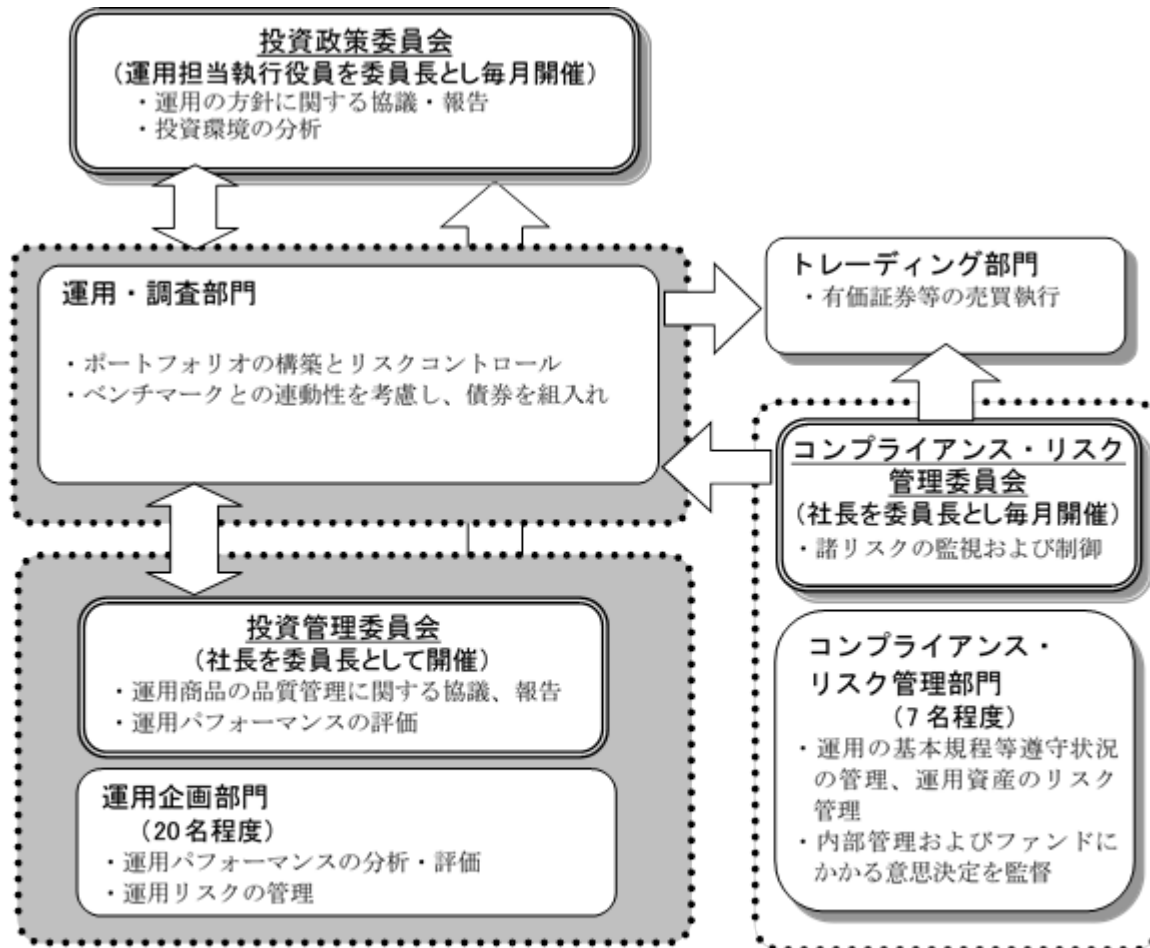 投資政策委員会
(運用担当執行役員を委員長とし毎月開催)
・運用の方針に関する協議・報告
・投資環境の分析
運用・調査部門
・ポートフォリオの構築とリスクコントロール
・ベンチマークとの連動性を考慮し、債券を組入れ
トレーディング部門
・有価証券等の売買執行
コンプライアンス・リスク
管理委員会
(社長を委員長とし毎月開催)
・諸リスクの監視および制御
投資管理委員会
(社長を委員長として開催)
・運用商品の品質管理に関する協議、報告
・運用パフォーマンスの評価
運用企画部門
(20名程度)
・運用パフォーマンスの分析・評価
・運用リスクの管理
コンプライアンス・
リスク管理部門
(7名程度)
・運用の基本規程等遵守状況
の管理、運用資産のリスク
管理
・内部管理およびファンドに
かかる意思決定を監督